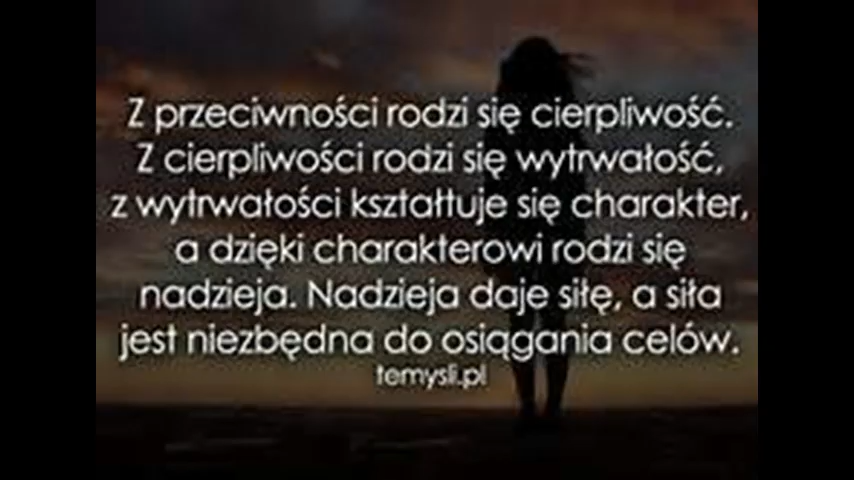 Z przeciwności rodzi się cierpliwość.
Z cierpliwości rodzi się wytrwałość,
z wytrwałości kształtuje się charakter,
a dzięki charakterowi rodzi się
nadzieja. Nadzieja daje siłę, a siła
jest niezbędna do osiągania celów.
temysli.pl